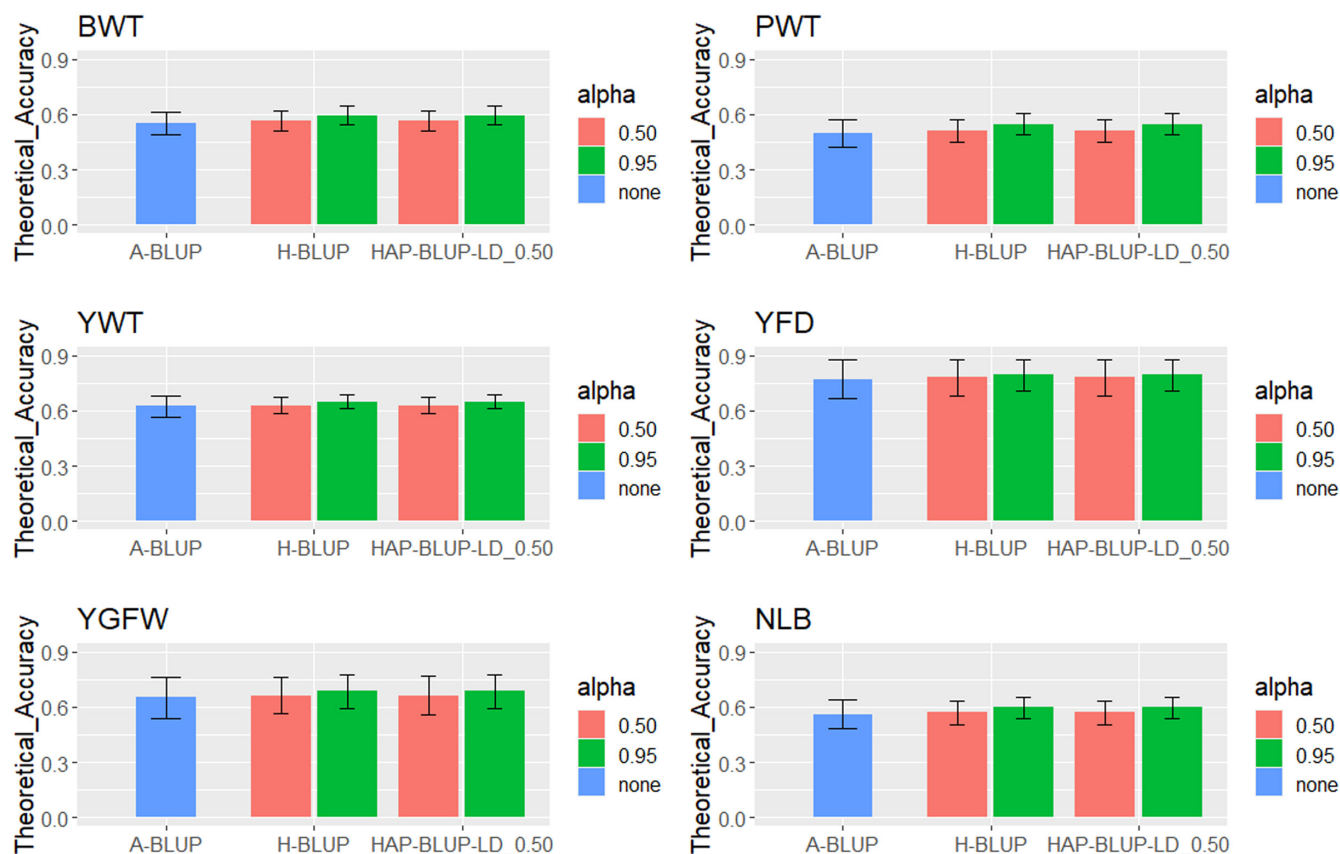 BWT
Theoretical_Accuracy
0.9
0.6
0.3
0.0
A-BLUP H-BLUP HAP-BLUP-LD_0.50
alpha
0.50
0.95
none
PWT
Theoretical_Accuracy
0.9
0.6
0.3
0.0
A-BLUP H-BLUP HAP-BLUP-LD_0.50
alpha
0.50
0.95
none
YWT
Theoretical_Accuracy
0.9
0.6
0.3
0.0
A-BLUP H-BLUP HAP-BLUP-LD_0.50
alpha
0.50
0.95
none
YFD
Theoretical_Accuracy
0.9
0.6
0.3
0.0
A-BLUP H-BLUP HAP-BLUP-LD_0.50
alpha
0.50
0.95
none
YGFW
Theoretical_Accuracy
0.9
0.6
0.3
0.0
A-BLUP H-BLUP HAP-BLUP-LD_0.50
alpha
0.50
0.95
none
NLB
Theoretical_Accuracy
0.9
0.6
0.3
0.0
A-BLUP H-BLUP HAP-BLUP-LD_0.50
alpha
0.50
0.95
none